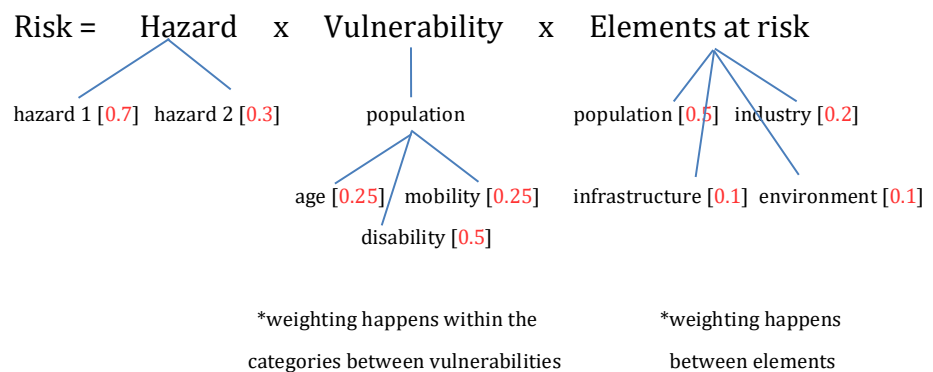 Risk = Hazard x Vulnerability x Elements at risk
hazard 1 [0.7] hazard 2 [0.3] population population [0.5] industry [0.2]
age [0.25] mobility [0.25] infrastructure [0.1] environment [0.1]
disability [0.5]
*weighting happens within the *weighting happens
categories between vulnerabilities between elements